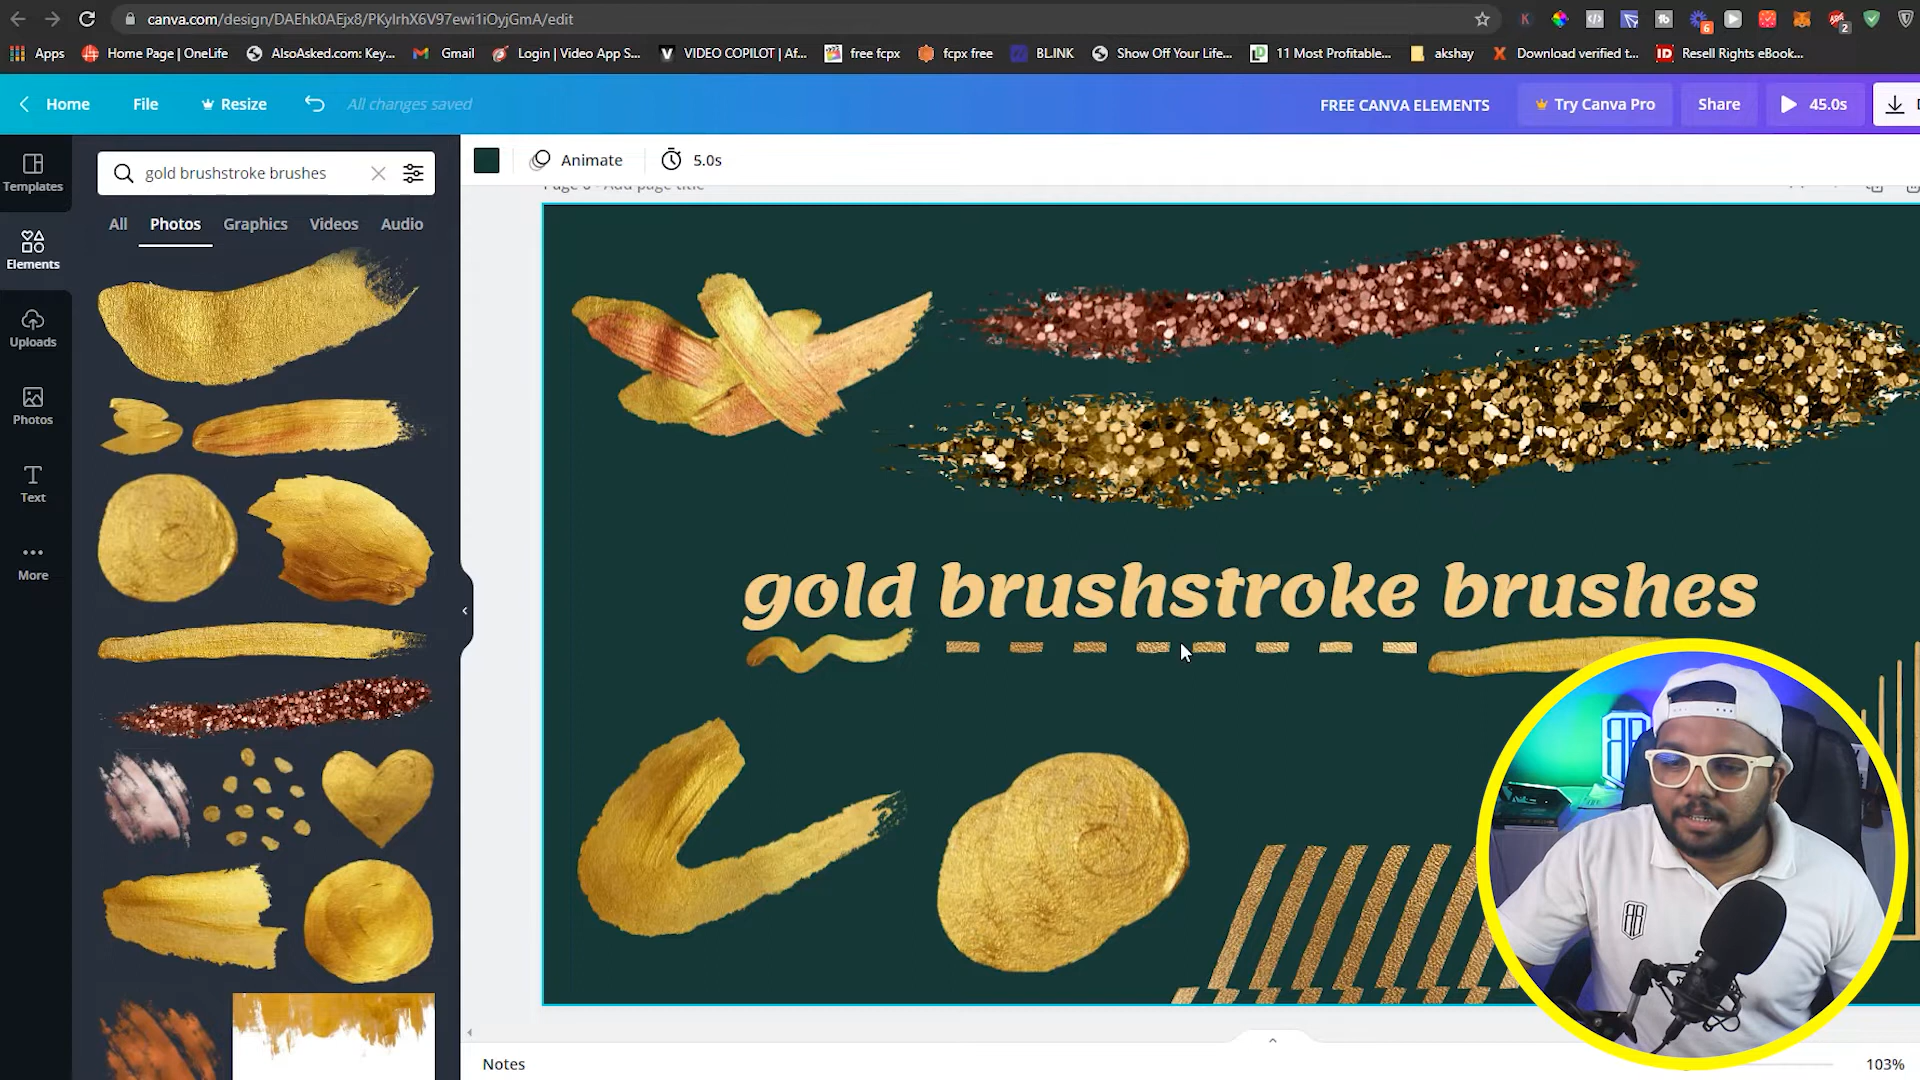 canva.com/design/DAEhk0AEjx8/PKylrhX6V97ewi1iOyjGmA/edit
Apps Home Page | OneLife AlsoAsked.com: Key... Gmail Login | Video App S... VIDEO COPILOT | Af... free fcpx fcpx free BLINK Show Off Your Life... 11 Most Profitable... akshay Download verified t... Resell Rights eBook...
Home File Resize All changes saved FREE CANVA ELEMENTS Try Canva Pro Share 45.0s
Templates
Elements
Uploads
Photos
Text
More
gold brushstroke brushes
All Photos Graphics Videos Audio
Animate 5.0s
gold brushstroke brushes
Notes
103%